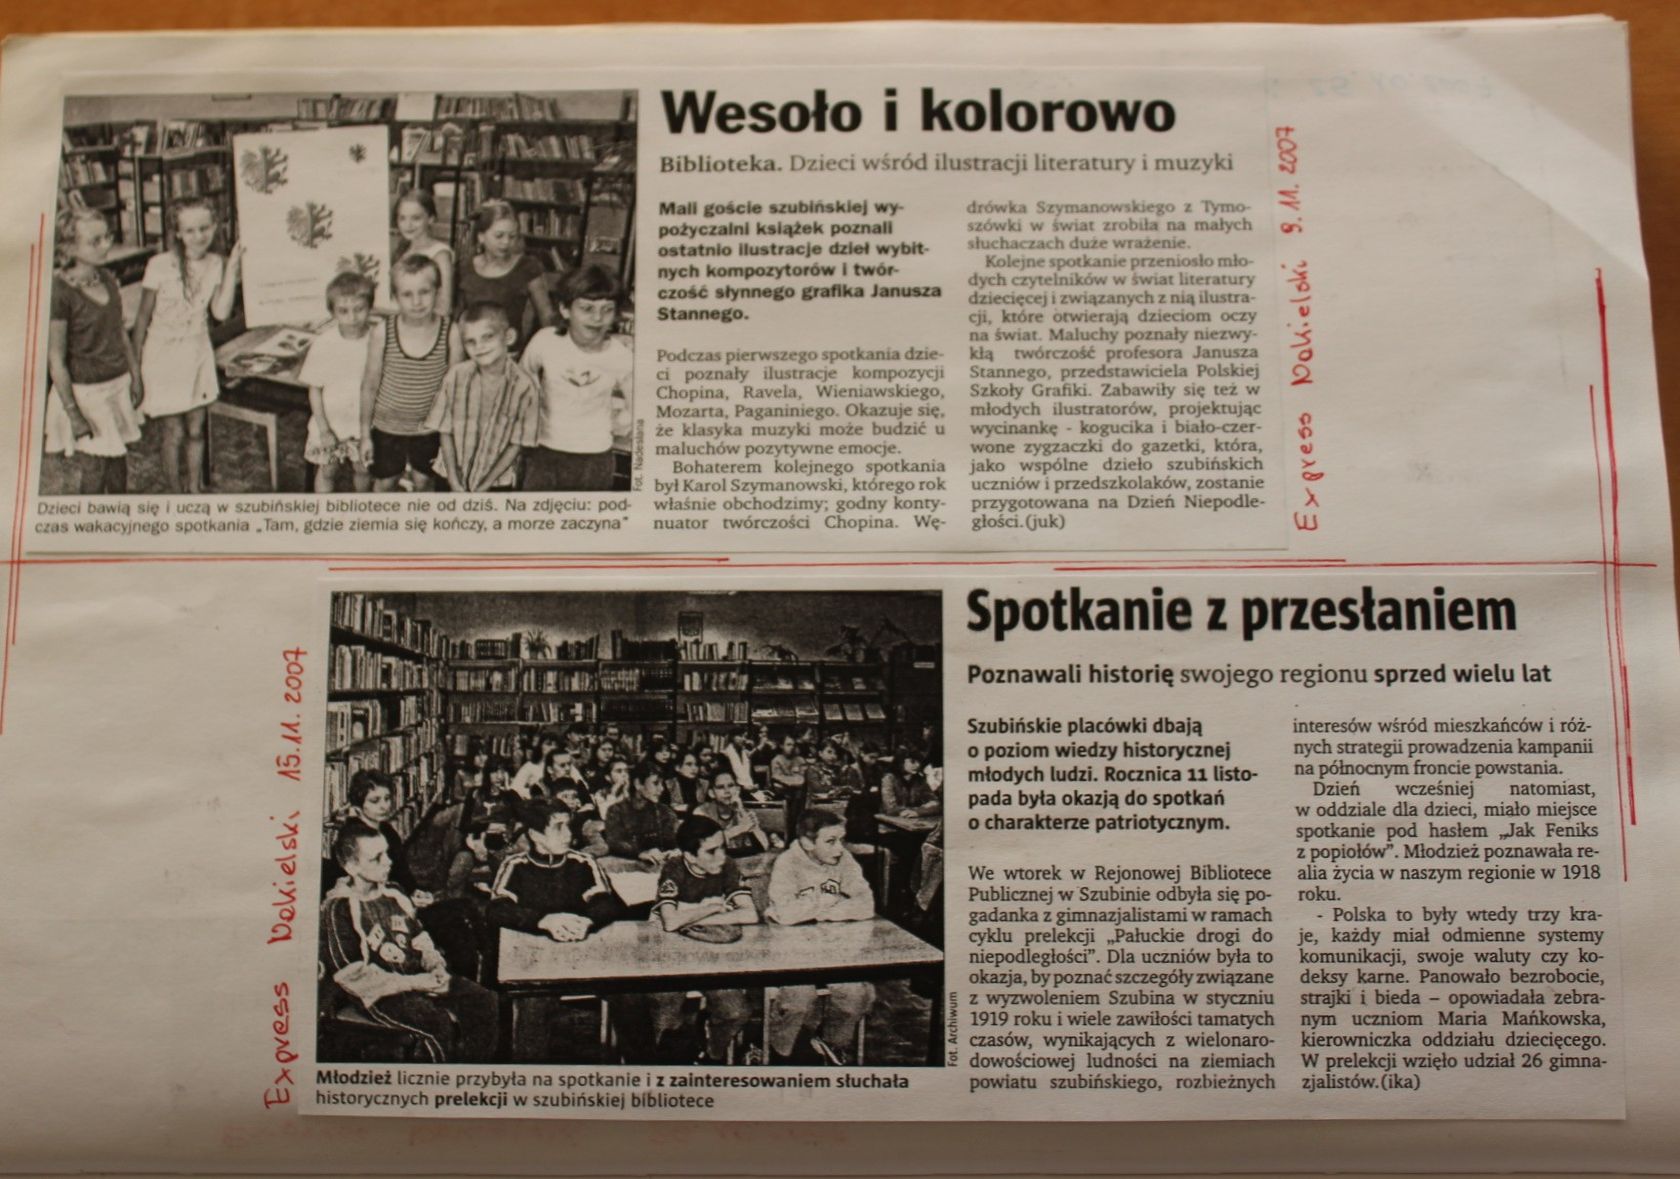 Wesoło i kolorowo
Biblioteka. Dzieci wśród ilustracji literatury i muzyki
Mali goście szubińskiej wy-
pożyczalni książek poznali
ostatnio ilustracje dzieł wybit-
nych kompozytorów i twór-
czość słynnego grafika Janusza
Stannego.
Podczas pierwszego spotkania dzie-
ci poznały ilustracje kompozycji
Chopina, Ravela, Wieniawskiego,
Mozarta, Paganiniego. Okazuje się,
że klasyka muzyki może budzić u
maluchów pozytywne emocje.
Bohaterem kolejnego spotkania
był Karol Szymanowski, którego rok
właśnie obchodzimy; godny konty-
nuator twórczości Chopina. Wę-
drówka Szymanowskiego z Tymo-
szówki w świat zrobiła na małych
słuchaczach duże wrażenie.
Kolejne spotkanie przeniosło mło-
dych czytelników w świat literatury
dziecięcej i związanych z nią ilustra-
cji, które otwierają dzieciom oczy
na świat. Maluchy poznały niezwy-
kłą twórczość profesora Janusza
Stannego, przedstawiciela Polskiej
Szkoły Grafiki. Zabawiły się też w
młodych ilustratorów, projektując
wycinankę - kogucika i biało-czer-
wone zygzaczki do gazetki, która,
jako wspólne dzieło szubińskich
uczniów i przedszkolaków, zostanie
przygotowana na Dzień Niepodle-
głości.(juk)
Fot. Nadesłana
Dzieci bawią się i uczą w szubińskiej bibliotece nie od dziś. Na zdjęciu: pod-
czas wakacyjnego spotkania „Tam, gdzie ziemia się kończy, a morze zaczyna"
Express Nakielski 9.11.2007
Spotkanie z przesłaniem
Poznawali historię swojego regionu sprzed wielu lat
Szubińskie placówki dbają
o poziom wiedzy historycznej
młodych ludzi. Rocznica 11 listo-
pada była okazją do spotkań
o charakterze patriotycznym.
We wtorek w Rejonowej Bibliotece
Publicznej w Szubinie odbyła się po-
gadanka z gimnazjalistami w ramach
cyklu prelekcji „Pałuckie drogi do
niepodległości”. Dla uczniów była to
okazja, by poznać szczegóły związane
z wyzwoleniem Szubina w styczniu
1919 roku i wiele zawiłości tamatych
czasów, wynikających z wielonaro-
dowościowej ludności na ziemiach
powiatu szubińskiego, rozbieżnych
interesów wśród mieszkańców i róż-
nych strategii prowadzenia kampanii
na północnym froncie powstania.
Dzień wcześniej natomiast,
w oddziale dla dzieci, miało miejsce
spotkanie pod hasłem „Jak Feniks
z popiołów”. Młodzież poznawała re-
alia życia w naszym regionie w 1918
roku.
- Polska to były wtedy trzy kra-
je, każdy miał odmienne systemy
komunikacji, swoje waluty czy ko-
deksy karne. Panowało bezrobocie,
strajki i bieda – opowiadała zebra-
nym uczniom Maria Mańkowska,
kierowniczka oddziału dziecięcego.
W prelekcji wzięło udział 26 gimna-
zjalistów.(ika)
Fot. Archiwum
Młodzież licznie przybyła na spotkanie i z zainteresowaniem słuchała
historycznych prelekcji w szubińskiej bibliotece
Express Nakielski 15.11.2007